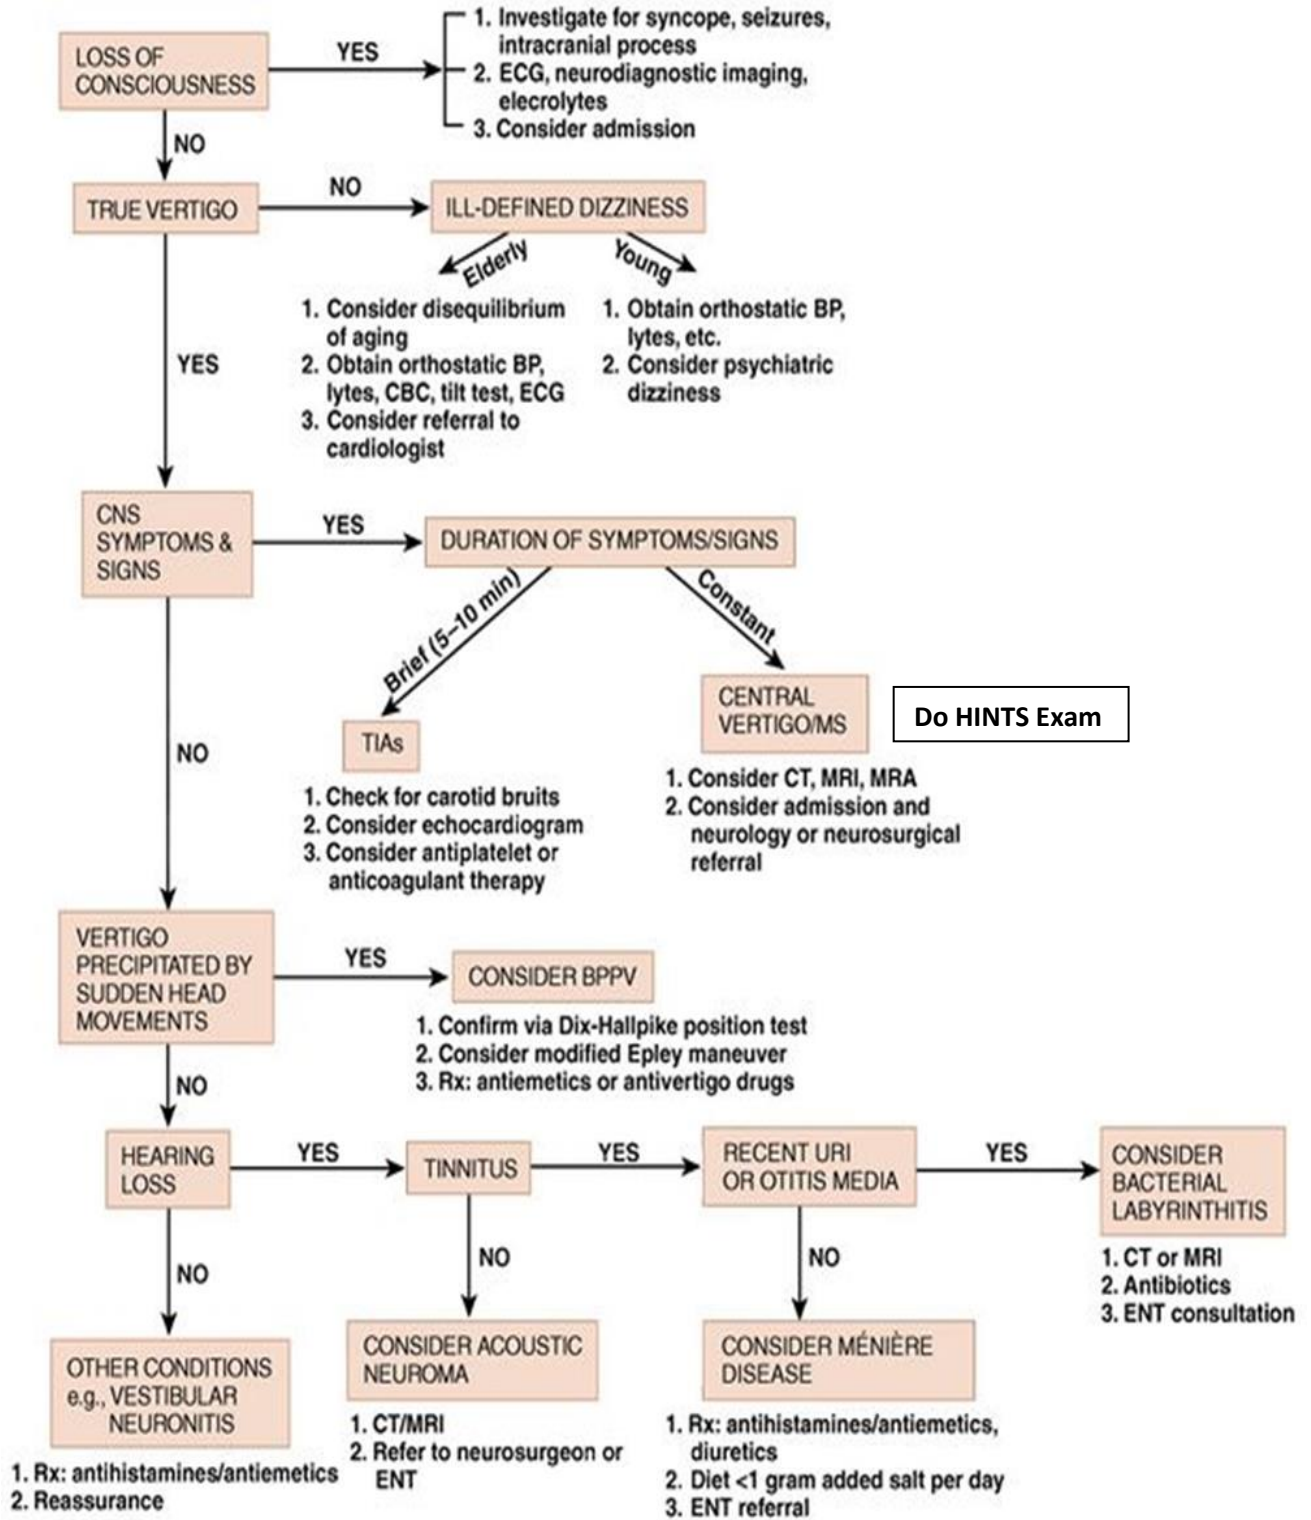 LOSS OF
CONSCIOUSNESS
YES
1. Investigate for syncope, seizures,
intracranial process
2. ECG, neurodiagnostic imaging,
elecrolytes
3. Consider admission
NO
TRUE VERTIGO
NO
ILL-DEFINED DIZZINESS
Elderly
Young
1. Consider disequilibrium
of aging
2. Obtain orthostatic BP,
lytes, CBC, tilt test, ECG
3. Consider referral to
cardiologist
1. Obtain orthostatic BP,
lytes, etc.
2. Consider psychiatric
dizziness
YES
CNS
SYMPTOMS &
SIGNS
YES
DURATION OF SYMPTOMS/SIGNS
Brief (5–10 min)
Constant
TIAs
1. Check for carotid bruits
2. Consider echocardiogram
3. Consider antiplatelet or
anticoagulant therapy
CENTRAL
VERTIGO/MS
Do HINTS Exam
1. Consider CT, MRI, MRA
2. Consider admission and
neurology or neurosurgical
referral
NO
VERTIGO
PRECIPITATED BY
SUDDEN HEAD
MOVEMENTS
YES
CONSIDER BPPV
1. Confirm via Dix-Hallpike position test
2. Consider modified Epley maneuver
3. Rx: antiemetics or antivertigo drugs
NO
HEARING
LOSS
YES
TINNITUS
YES
RECENT URI
OR OTITIS MEDIA
YES
CONSIDER
BACTERIAL
LABYRINTHITIS
1. CT or MRI
2. Antibiotics
3. ENT consultation
NO
OTHER CONDITIONS
e.g., VESTIBULAR
NEURONITIS
1. Rx: antihistamines/antiemetics
2. Reassurance
NO
CONSIDER ACOUSTIC
NEUROMA
1. CT/MRI
2. Refer to neurosurgeon or
ENT
NO
CONSIDER MÉNIÈRE
DISEASE
1. Rx: antihistamines/antiemetics,
diuretics
2. Diet <1 gram added salt per day
3. ENT referral